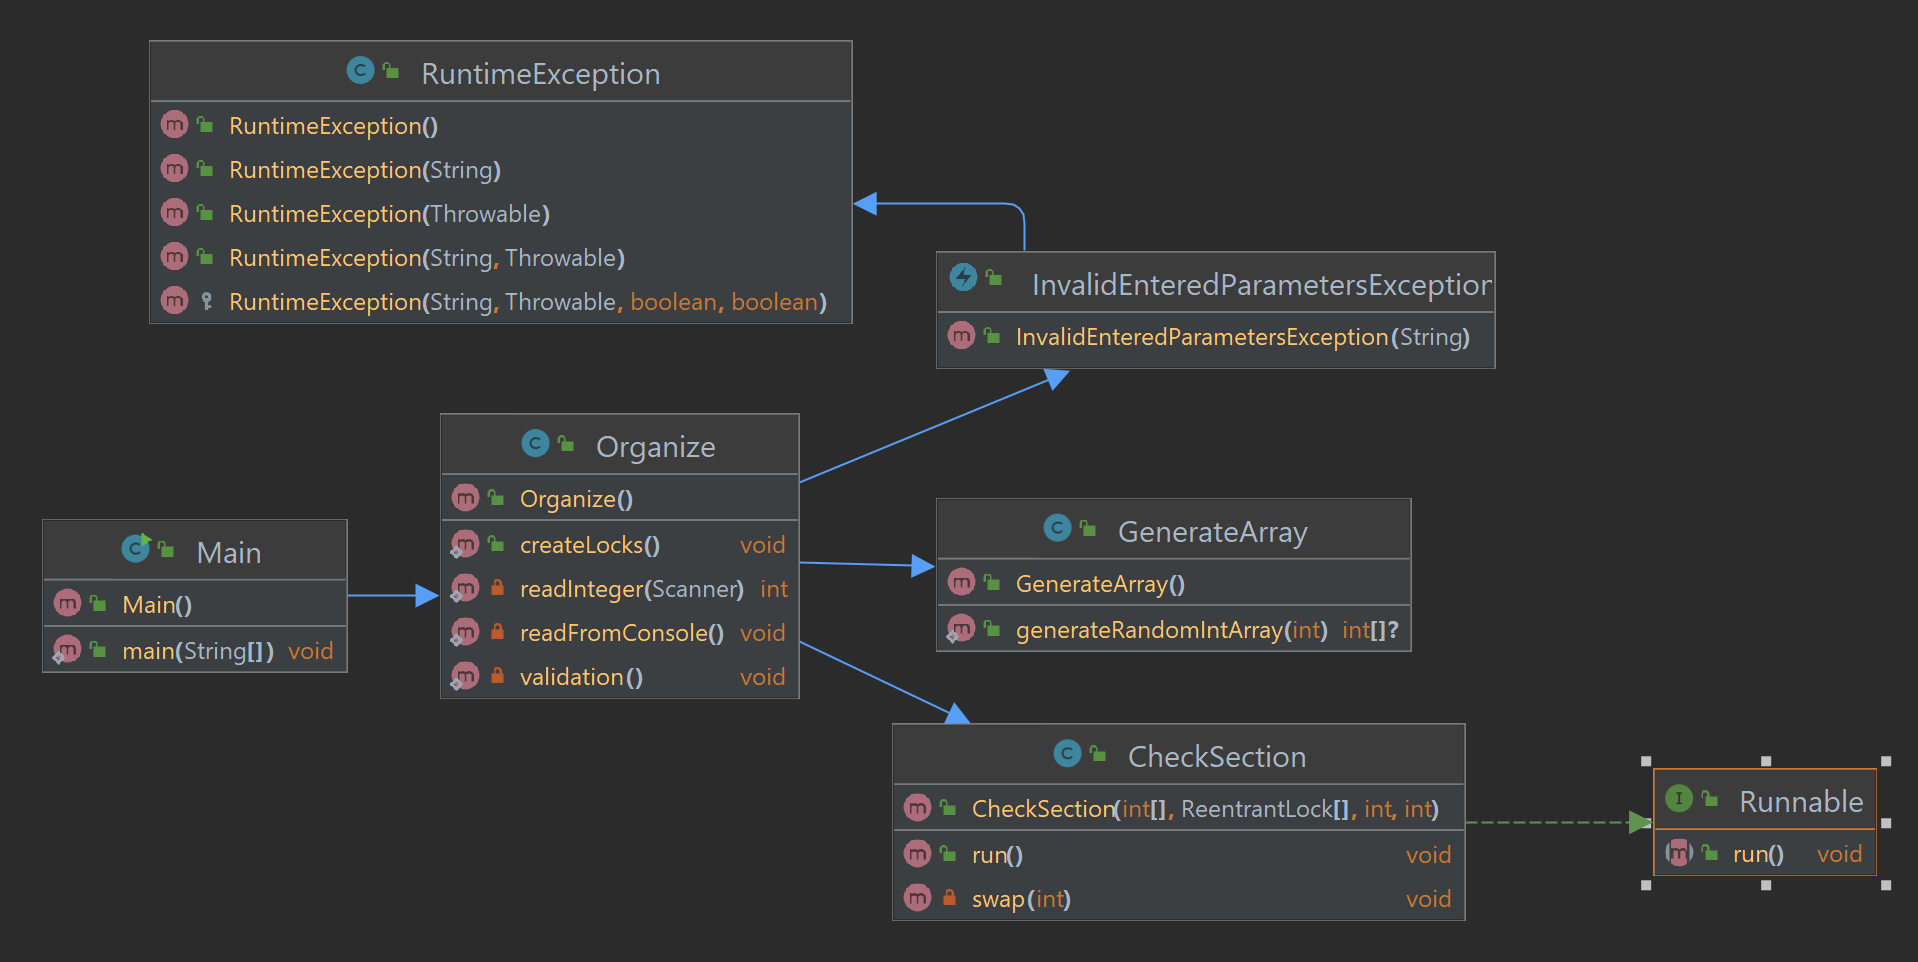 RuntimeException
RuntimeException()
RuntimeException(String)
RuntimeException(Throwable)
RuntimeException(String, Throwable)
RuntimeException(String, Throwable, boolean, boolean)
InvalidEnteredParametersException
InvalidEnteredParametersException(String)
Organize
Organize()
createLocks() void
readInteger(Scanner) int
readFromConsole() void
validation() void
Main
Main()
main(String[]) void
GenerateArray
GenerateArray()
generateRandomIntArray(int) int[]?
CheckSection
CheckSection(int[], ReentrantLock[], int, int)
run() void
swap(int) void
Runnable
run() void